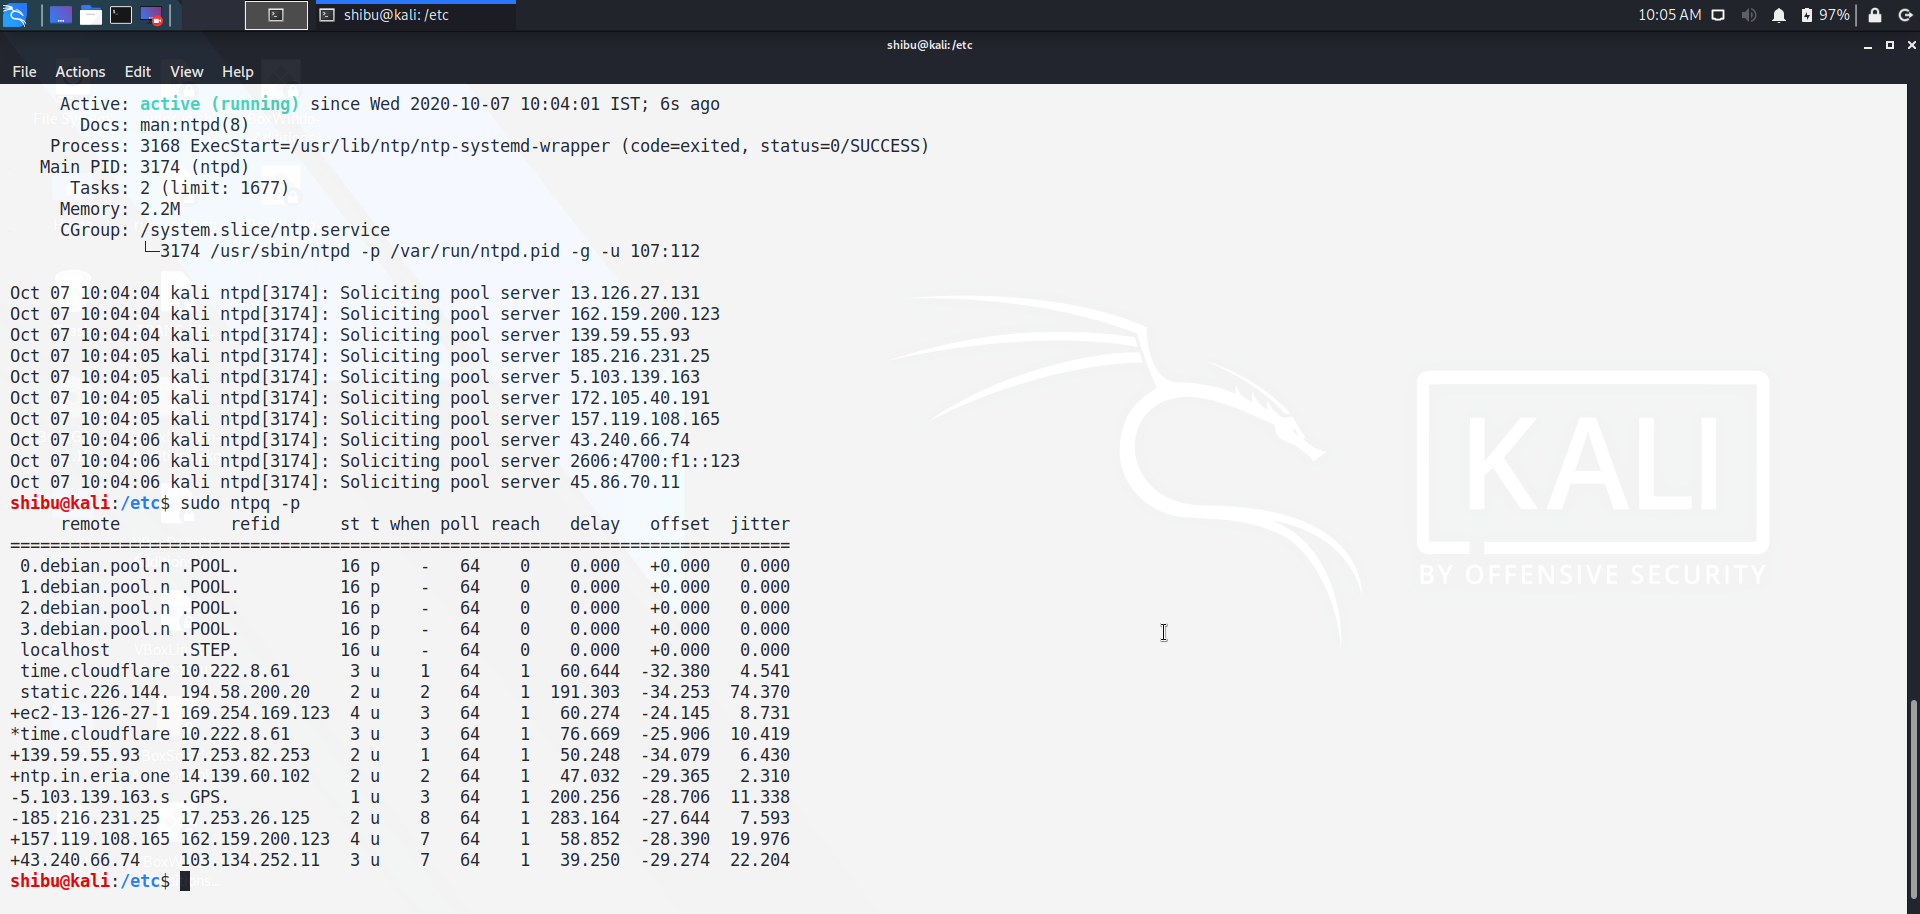 shibu@kali: /etc
10:05 AM
97%
shibu@kali:/etc
File Actions Edit View Help
Active: active (running) since Wed 2020-10-07 10:04:01 IST; 6s ago
Docs: man:ntpd(8)
Process: 3168 ExecStart=/usr/lib/ntp/ntp-systemd-wrapper (code=exited, status=0/SUCCESS)
Main PID: 3174 (ntpd)
Tasks: 2 (limit: 1677)
Memory: 2.2M
CGroup: /system.slice/ntp.service
└─3174 /usr/sbin/ntpd -p /var/run/ntpd.pid -g -u 107:112
Oct 07 10:04:04 kali ntpd[3174]: Soliciting pool server 13.126.27.131
Oct 07 10:04:04 kali ntpd[3174]: Soliciting pool server 162.159.200.123
Oct 07 10:04:04 kali ntpd[3174]: Soliciting pool server 139.59.55.93
Oct 07 10:04:05 kali ntpd[3174]: Soliciting pool server 185.216.231.25
Oct 07 10:04:05 kali ntpd[3174]: Soliciting pool server 5.103.139.163
Oct 07 10:04:05 kali ntpd[3174]: Soliciting pool server 172.105.40.191
Oct 07 10:04:05 kali ntpd[3174]: Soliciting pool server 157.119.108.165
Oct 07 10:04:06 kali ntpd[3174]: Soliciting pool server 43.240.66.74
Oct 07 10:04:06 kali ntpd[3174]: Soliciting pool server 2606:4700:f1::123
Oct 07 10:04:06 kali ntpd[3174]: Soliciting pool server 45.86.70.11
shibu@kali:/etc$ sudo ntpq -p
remote refid st t when poll reach delay offset jitter
==============================================================================
0.debian.pool.n .POOL. 16 p - 64 0 0.000 +0.000 0.000
1.debian.pool.n .POOL. 16 p - 64 0 0.000 +0.000 0.000
2.debian.pool.n .POOL. 16 p - 64 0 0.000 +0.000 0.000
3.debian.pool.n .POOL. 16 p - 64 0 0.000 +0.000 0.000
localhost .STEP. 16 u - 64 0 0.000 +0.000 0.000
time.cloudflare 10.222.8.61 3 u 1 64 1 60.644 -32.380 4.541
static.226.144. 194.58.200.20 2 u 2 64 1 191.303 -34.253 74.370
+ec2-13-126-27-1 169.254.169.123 4 u 3 64 1 60.274 -24.145 8.731
*time.cloudflare 10.222.8.61 3 u 3 64 1 76.669 -25.906 10.419
+139.59.55.93 17.253.82.253 2 u 1 64 1 50.248 -34.079 6.430
+ntp.in.eria.one 14.139.60.102 2 u 2 64 1 47.032 -29.365 2.310
-5.103.139.163.s .GPS. 1 u 3 64 1 200.256 -28.706 11.338
-185.216.231.25 17.253.26.125 2 u 8 64 1 283.164 -27.644 7.593
+157.119.108.165 162.159.200.123 4 u 7 64 1 58.852 -28.390 19.976
+43.240.66.74 103.134.252.11 3 u 7 64 1 39.250 -29.274 22.204
shibu@kali:/etc$
KALI
BY OFFENSIVE SECURITY